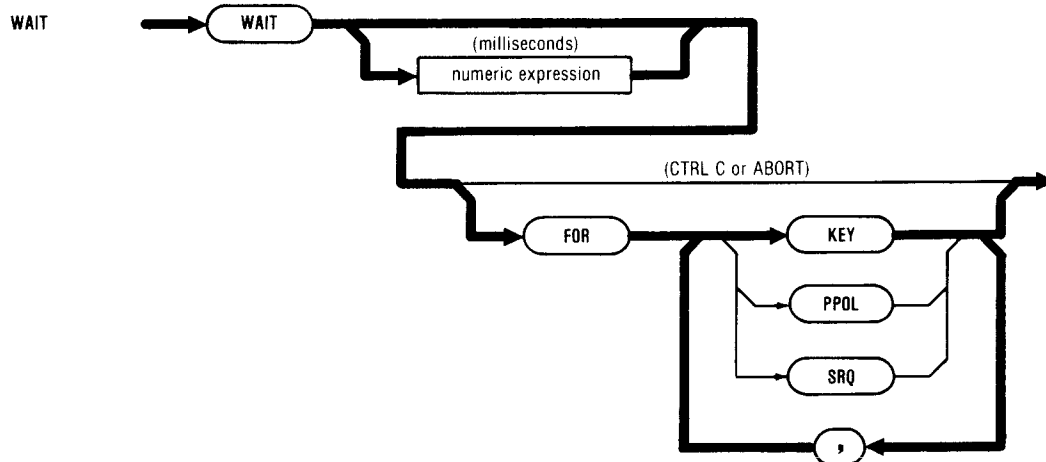 WAIT
WAIT
(milliseconds)
numeric expression
(CTRL C or ABORT)
FOR
KEY
PPOL
SRQ
,